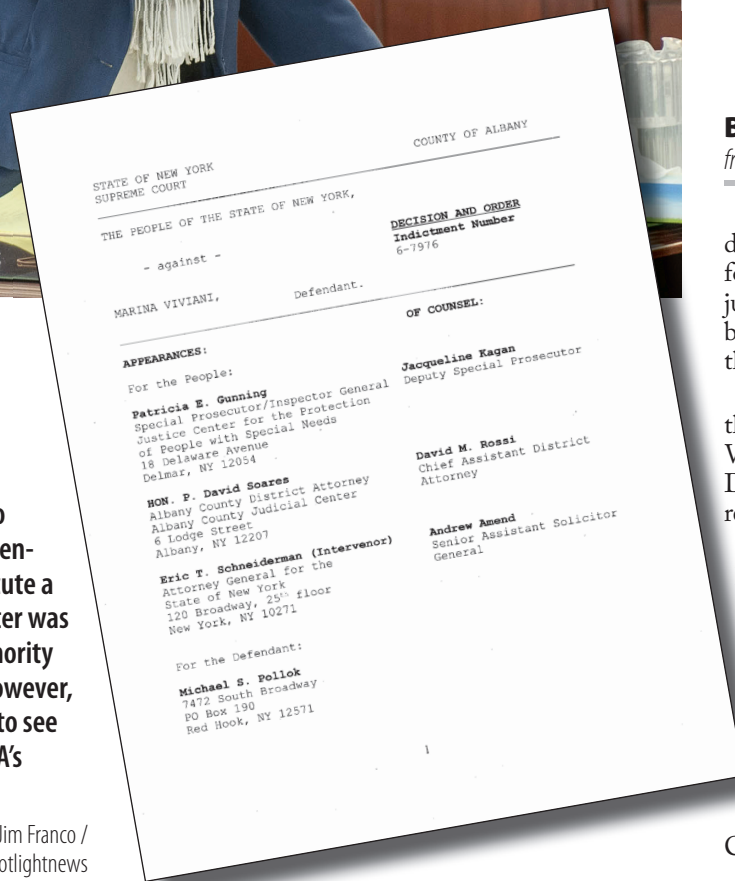 STATE OF NEW YORK
SUPREME COURT
COUNTY OF ALBANY
THE PEOPLE OF THE STATE OF NEW YORK,
- against -
DECISION AND ORDER
Indictment Number
6-7976
MARINA VIVIANI,
Defendant.
APPEARANCES:
OF COUNSEL:
For the People:
Patricia E. Gunning
Special Prosecutor/Inspector General
Justice Center for the Protection
of People with Special Needs
18 Delaware Avenue
Delmar, NY 12054
Jacqueline Kagan
Deputy Special Prosecutor
HON. P. David Soares
Albany County District Attorney
Albany County Judicial Center
6 Lodge Street
Albany, NY 12207
David M. Rossi
Chief Assistant District
Attorney
Eric T. Schneiderman (Intervenor)
Attorney General for the
State of New York
120 Broadway, 25th floor
New York, NY 10271
Andrew Amend
Senior Assistant Solicitor
General
For the Defendant:
Michael S. Pollok
7472 South Broadway
PO Box 190
Red Hook, NY 12571
1
cute a
ter was
ority
owever,
to see
A's
Jim Franco /
otlightnews